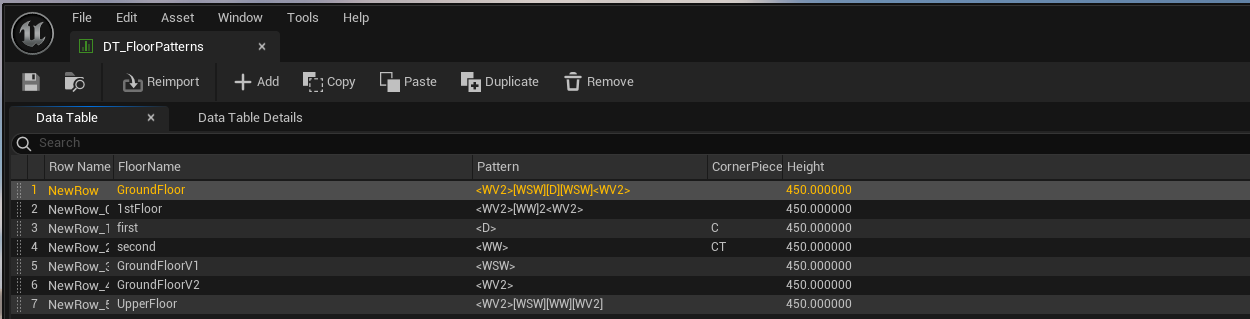 File Edit Asset Window Tools Help
DT_FloorPatterns ×
Reimport Add Copy Paste Duplicate Remove
Data Table × Data Table Details
Search
Row Name FloorName Pattern CornerPiece Height
1 NewRow GroundFloor <WV2>[WSW][D][WSW]<WV2> 450.000000
2 NewRow_0 1stFloor <WV2>[WW]2<WV2> 450.000000
3 NewRow_1 first <D> C 450.000000
4 NewRow_2 second <WW> CT 450.000000
5 NewRow_3 GroundFloorV1 <WSW> 450.000000
6 NewRow_4 GroundFloorV2 <WV2> 450.000000
7 NewRow_5 UpperFloor <WV2>[WSW][WW][WV2] 450.000000